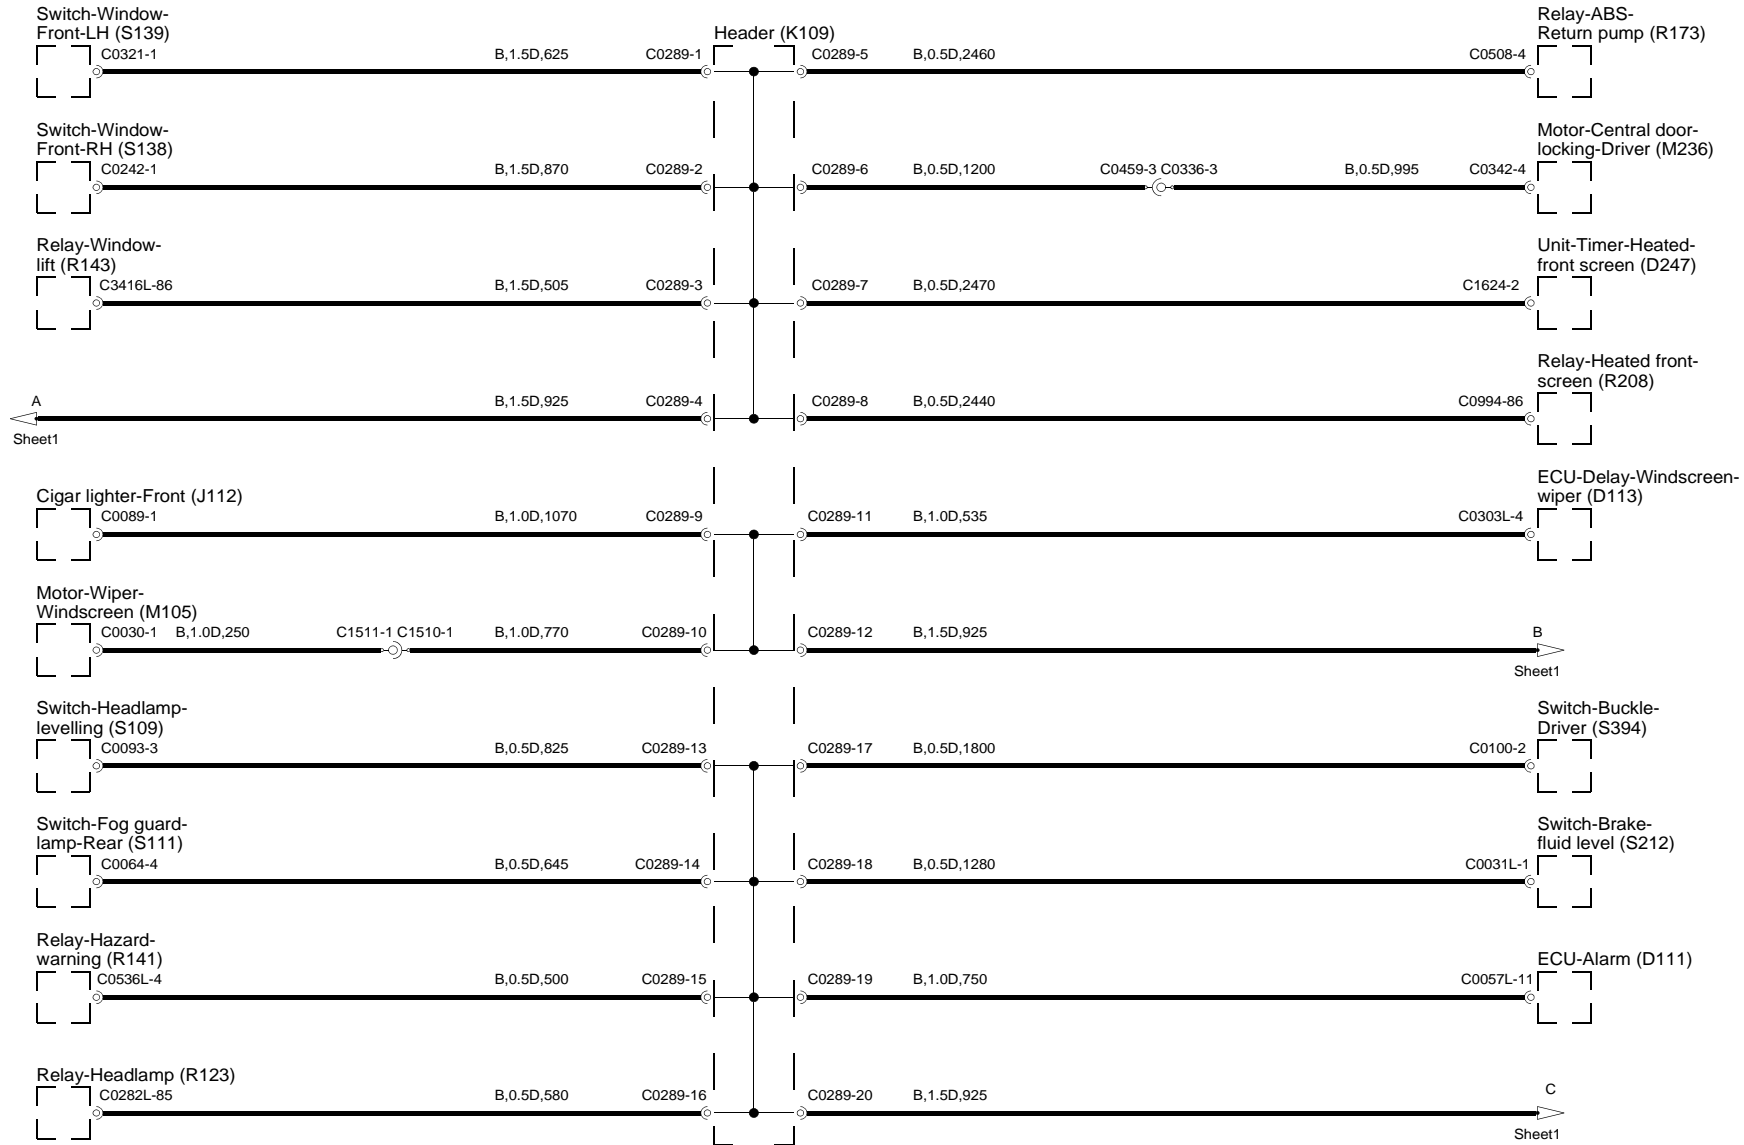 Switch-Window-
Front-LH (S139)
C0321-1
B,1.5D,625
C0289-1
Header (K109)
C0289-5
B,0.5D,2460
C0508-4
Relay-ABS-
Return pump (R173)
Switch-Window-
Front-RH (S138)
C0242-1
B,1.5D,870
C0289-2
C0289-6
B,0.5D,1200
C0459-3 C0336-3
B,0.5D,995
C0342-4
Motor-Central door-
locking-Driver (M236)
Relay-Window-
lift (R143)
C3416L-86
B,1.5D,505
C0289-3
C0289-7
B,0.5D,2470
C1624-2
Unit-Timer-Heated-
front screen (D247)
A
Sheet1
B,1.5D,925
C0289-4
C0289-8
B,0.5D,2440
C0994-86
Relay-Heated front-
screen (R208)
Cigar lighter-Front (J112)
C0089-1
B,1.0D,1070
C0289-9
C0289-11
B,1.0D,535
C0303L-4
ECU-Delay-Windscreen-
wiper (D113)
Motor-Wiper-
Windscreen (M105)
C0030-1
B,1.0D,250
C1511-1 C1510-1
B,1.0D,770
C0289-10
C0289-12
B,1.5D,925
B
Sheet1
Switch-Headlamp-
levelling (S109)
C0093-3
B,0.5D,825
C0289-13
C0289-17
B,0.5D,1800
C0100-2
Switch-Buckle-
Driver (S394)
Switch-Fog guard-
lamp-Rear (S111)
C0064-4
B,0.5D,645
C0289-14
C0289-18
B,0.5D,1280
C0031L-1
Switch-Brake-
fluid level (S212)
Relay-Hazard-
warning (R141)
C0536L-4
B,0.5D,500
C0289-15
C0289-19
B,1.0D,750
C0057L-11
ECU-Alarm (D111)
Relay-Headlamp (R123)
C0282L-85
B,0.5D,580
C0289-16
C0289-20
B,1.5D,925
C
Sheet1